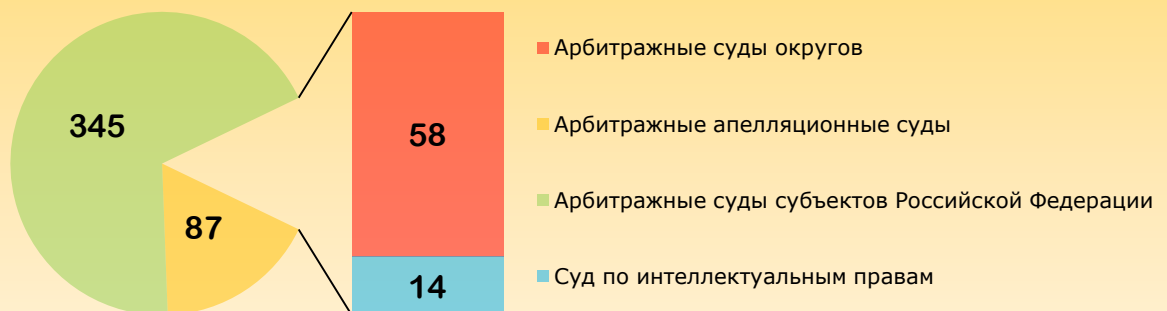 345
87
58
14
Арбитражные суды округов
Арбитражные апелляционные суды
Арбитражные суды субъектов Российской Федерации
Суд по интеллектуальным правам